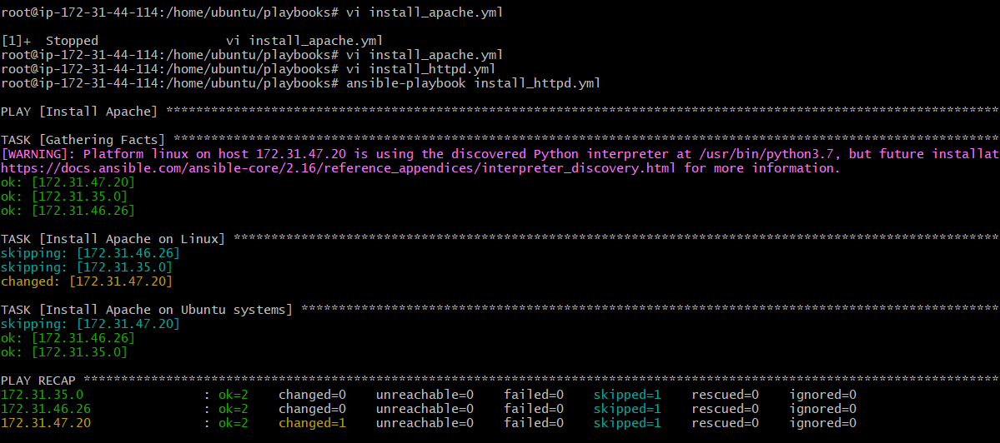 root@ip-172-31-44-114:/home/ubuntu/playbooks# vi install_apache.yml
[1]+  Stopped                 vi install_apache.yml
root@ip-172-31-44-114:/home/ubuntu/playbooks# vi install_apache.yml
root@ip-172-31-44-114:/home/ubuntu/playbooks# vi install_httpd.yml
root@ip-172-31-44-114:/home/ubuntu/playbooks# ansible-playbook install_httpd.yml
PLAY [Install Apache] ***************************************************************************************************************
TASK [Gathering Facts] **************************************************************************************************************
[WARNING]: Platform linux on host 172.31.47.20 is using the discovered Python interpreter at /usr/bin/python3.7, but future installat
https://docs.ansible.com/ansible-core/2.16/reference_appendices/interpreter_discovery.html for more information.
ok: [172.31.47.20]
ok: [172.31.35.0]
ok: [172.31.46.26]
TASK [Install Apache on Linux] ******************************************************************************************************
skipping: [172.31.46.26]
skipping: [172.31.35.0]
changed: [172.31.47.20]
TASK [Install Apache on Ubuntu systems] *********************************************************************************************
skipping: [172.31.47.20]
ok: [172.31.46.26]
ok: [172.31.35.0]
PLAY RECAP **************************************************************************************************************************
172.31.35.0                : ok=2    changed=0    unreachable=0    failed=0    skipped=1    rescued=0    ignored=0
172.31.46.26               : ok=2    changed=0    unreachable=0    failed=0    skipped=1    rescued=0    ignored=0
172.31.47.20               : ok=2    changed=1    unreachable=0    failed=0    skipped=1    rescued=0    ignored=0